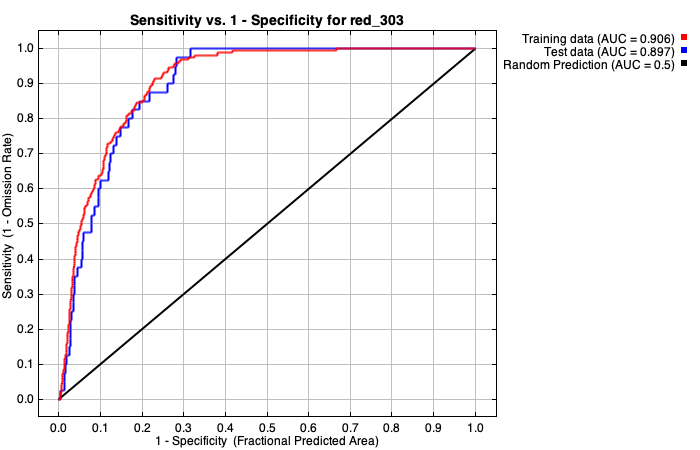 Sensitivity vs. 1 - Specificity for red_303
Training data (AUC = 0.906)
Test data (AUC = 0.897)
Random Prediction (AUC = 0.5)
Sensitivity (1 - Omission Rate)
1.0
0.9
0.8
0.7
0.6
0.5
0.4
0.3
0.2
0.1
0.0
0.0 0.1 0.2 0.3 0.4 0.5 0.6 0.7 0.8 0.9 1.0
1 - Specificity (Fractional Predicted Area)